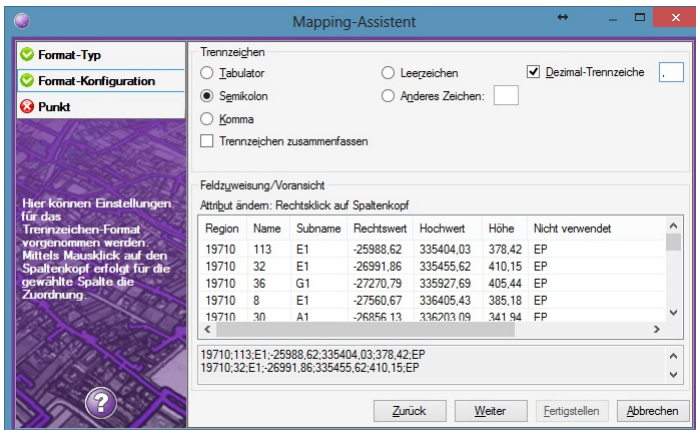 Mapping-Assistent
Format-Typ
Format-Konfiguration
Punkt
Hier können Einstellungen
für das
Trennzeichen-Format
vorgenommen werden.
Mittels Mausklick auf den
Spaltenkopf erfolgt für die
gewählte Spalte die
Zuordnung.
?
Trennzeichen
Tabulator
Leerzeichen
Dezimal-Trennzeiche
,
Semikolon
Anderes Zeichen:
Komma
Trennzeichen zusammenfassen
Feldzuweisung/Voransicht
Attribut ändern: Rechtsklick auf Spaltenkopf
Region Name Subname Rechtswert Hochwert Höhe Nicht verwendet
19710 113 E1 -25988,62 335404,03 378,42 EP
19710 32 E1 -26991,86 335455,62 410,15 EP
19710 36 G1 -27270,79 335927,69 405,44 EP
19710 8 E1 -27560,67 336405,43 385,18 EP
19710 30 A1 -26856,13 336203,09 341,94 EP
19710;113;E1;-25988,62;335404,03;378,42;EP
19710;32;E1;-26991,86;335455,62;410,15;EP
Zurück Weiter Fertigstellen Abbrechen